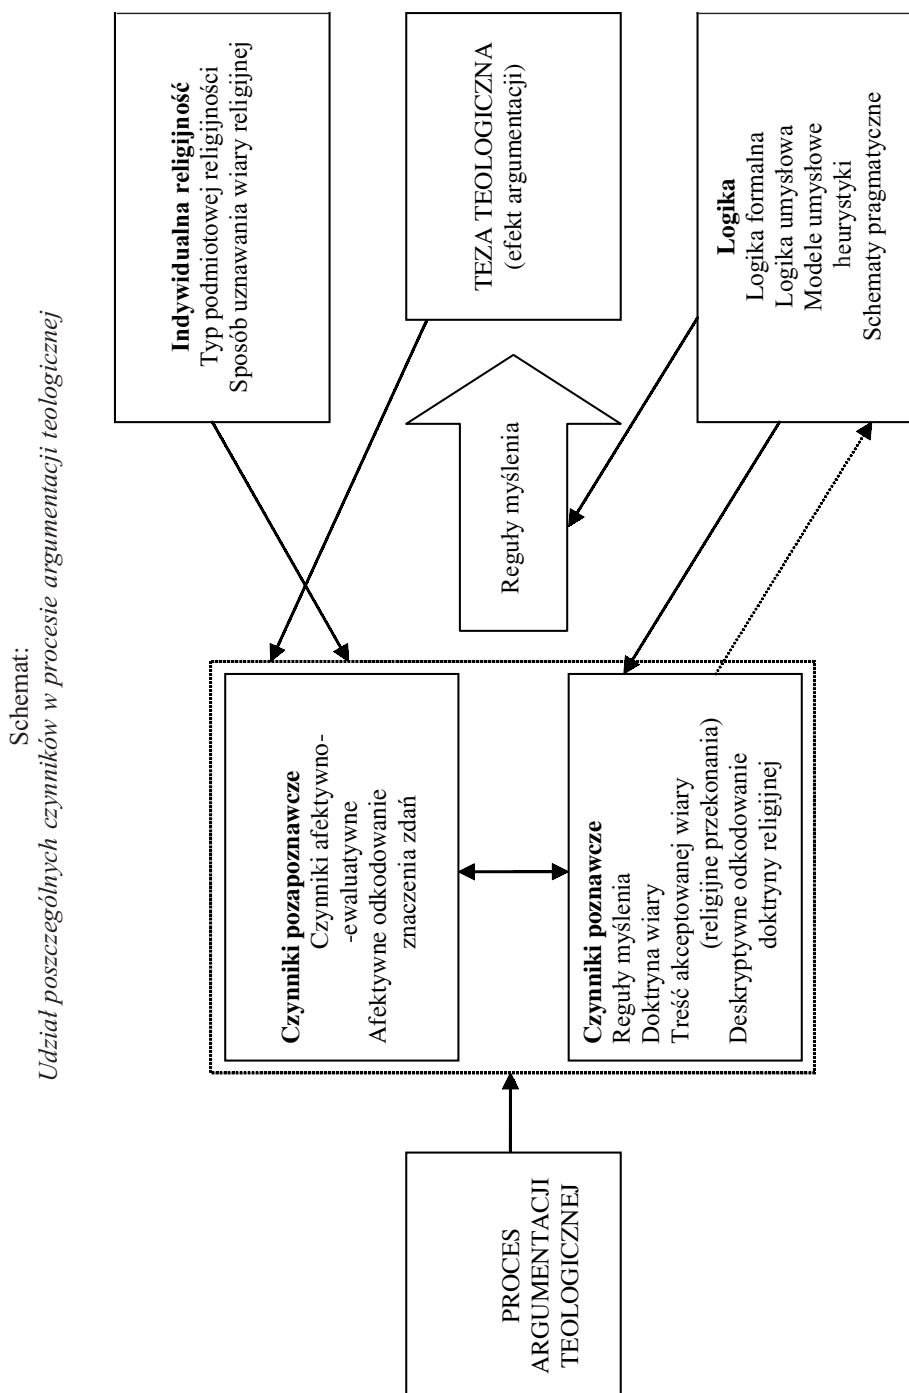 Schemat:
Udział poszczególnych czynników w procesie argumentacji teologicznej
PROCES
ARGUMENTACJI
TEOLOGICZNEJ
Czynniki pozapoznawcze
Czynniki afektywno-
-ewaluatywne
Afektywne odkodowanie
znaczenia zdań
Czynniki poznawcze
Reguły myślenia
Doktryna wiary
Treść akceptowanej wiary
(religijne przekonania)
Deskryptywne odkodowanie
doktryny religijnej
Reguły myślenia
Indywidualna religijność
Typ podmiotowej religijności
Sposób uznawania wiary religijnej
TEZA TEOLOGICZNA
(efekt argumentacji)
Logika
Logika formalna
Logika umysłowa
Modele umysłowe
heurystyki
Schematy pragmatyczne